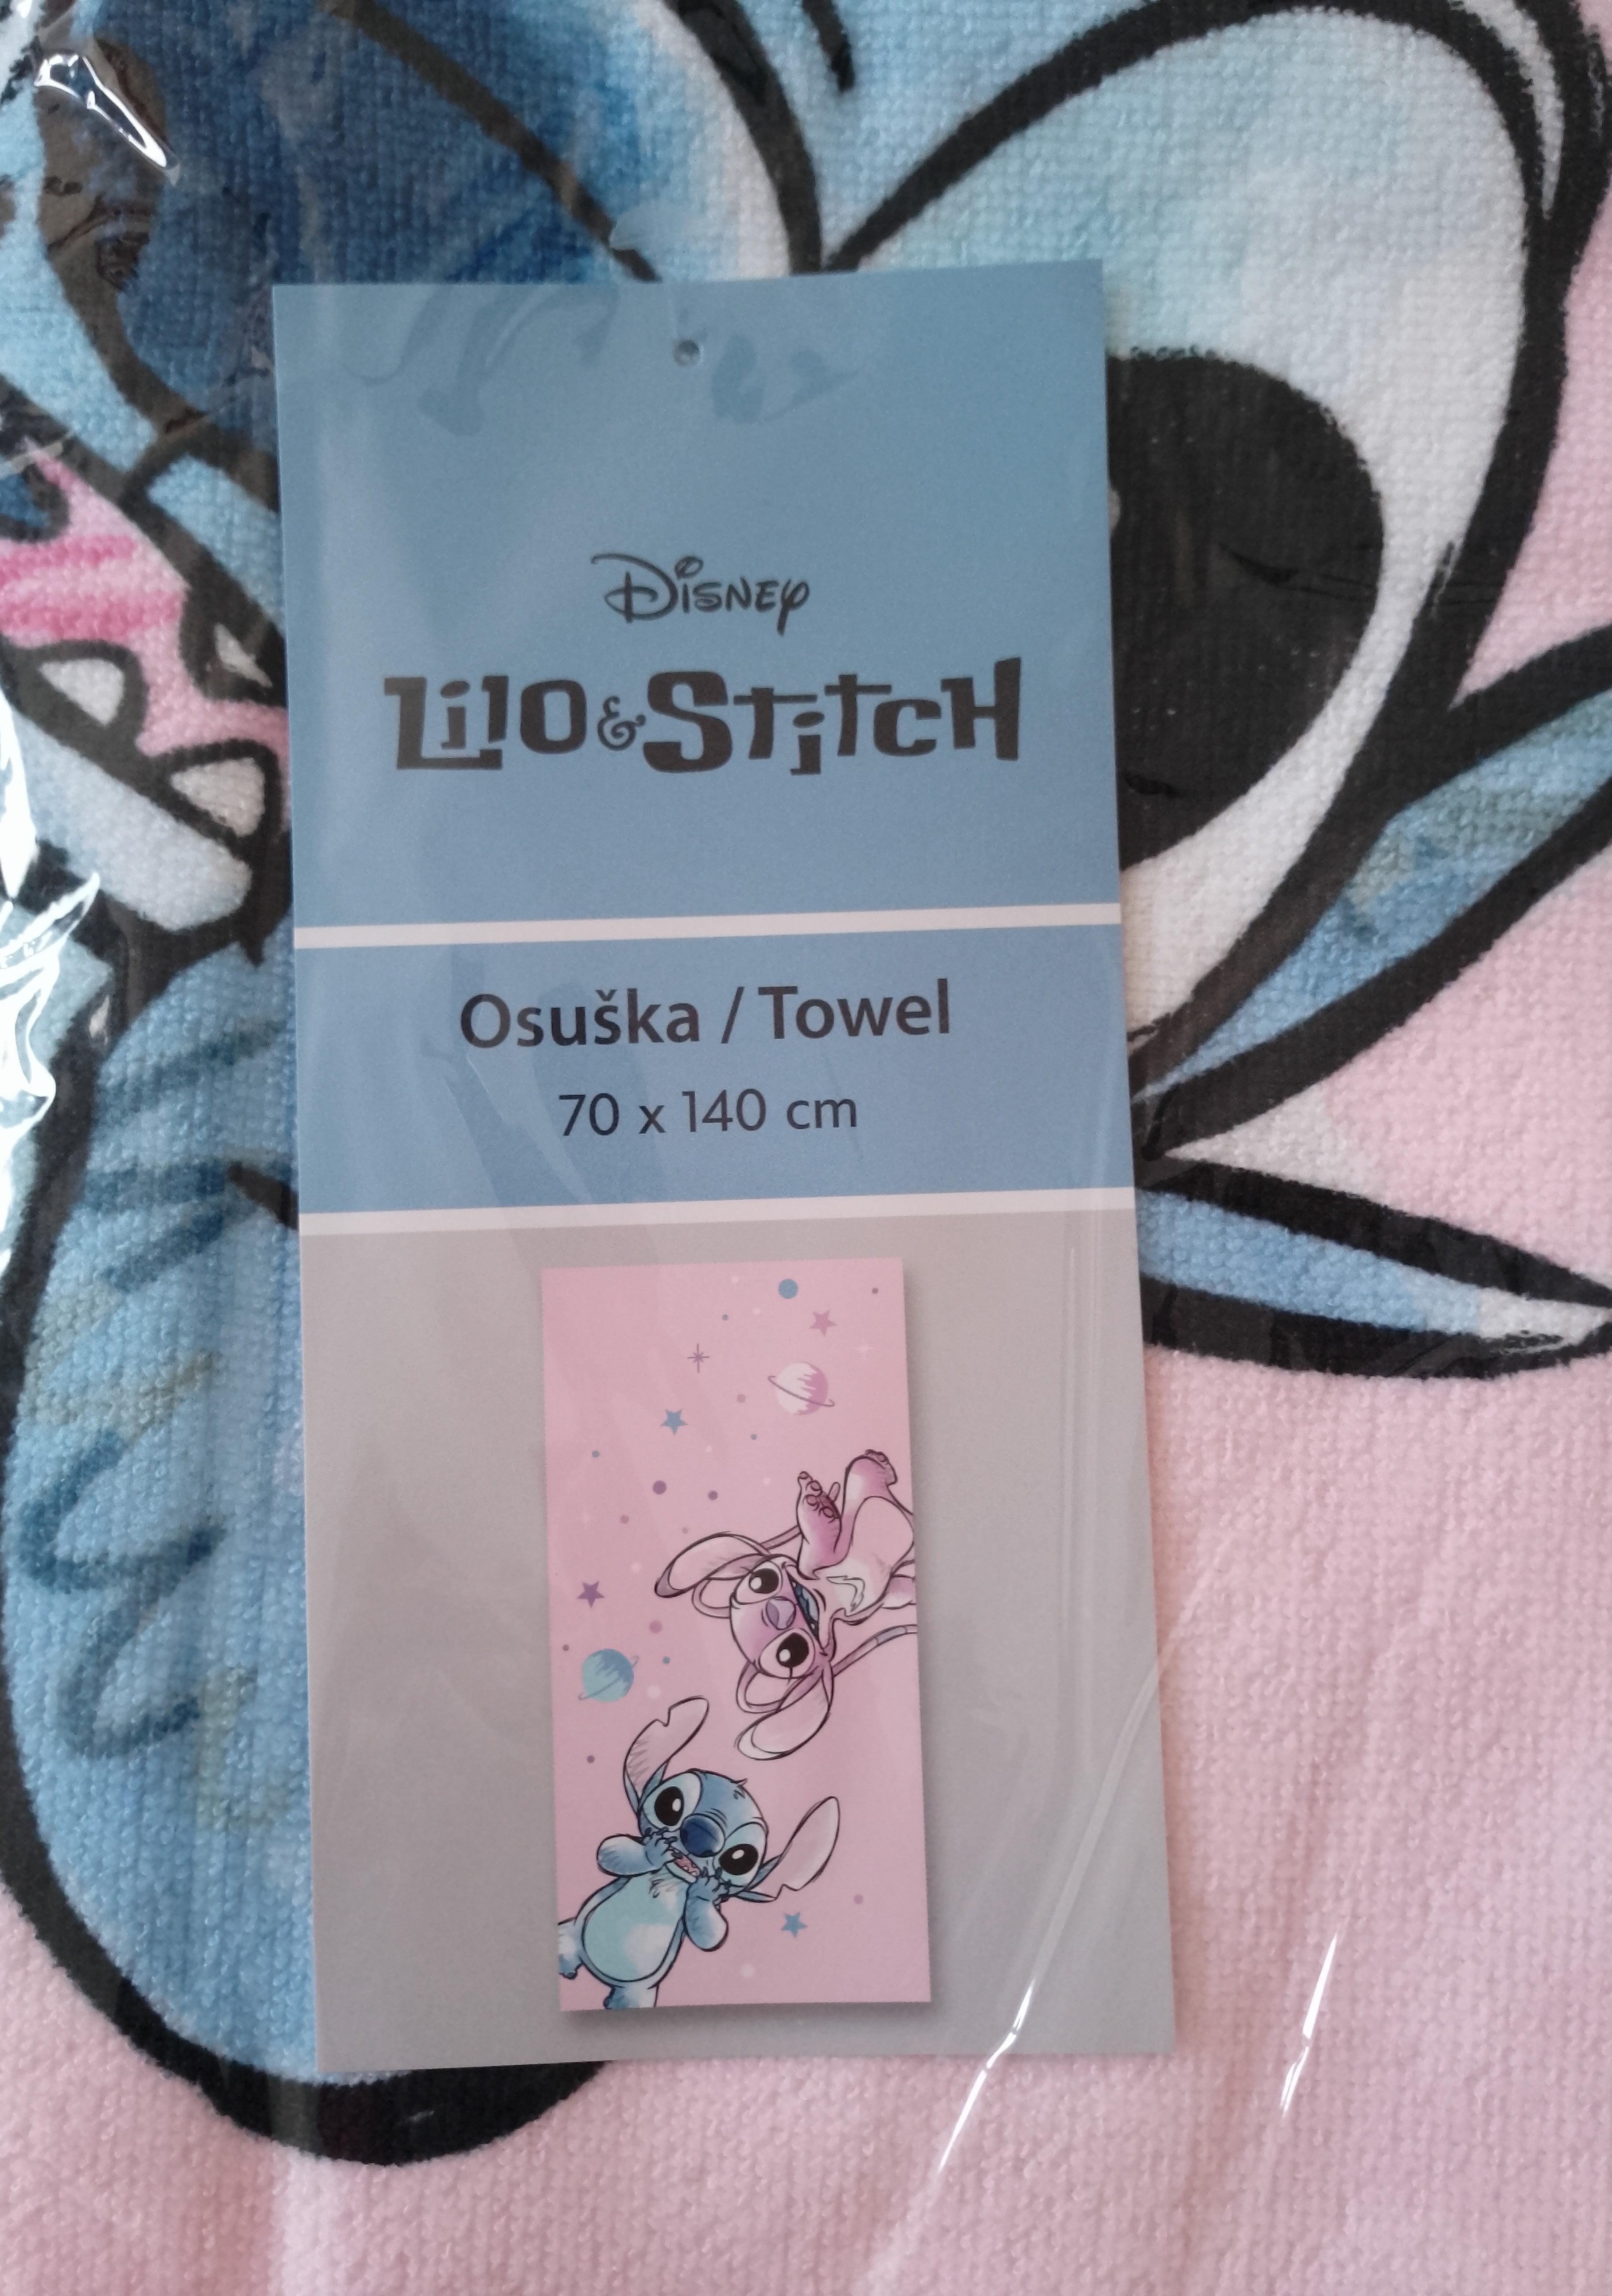 Disney
Lilo & Stitch
Osuška / Towel
70 x 140 cm